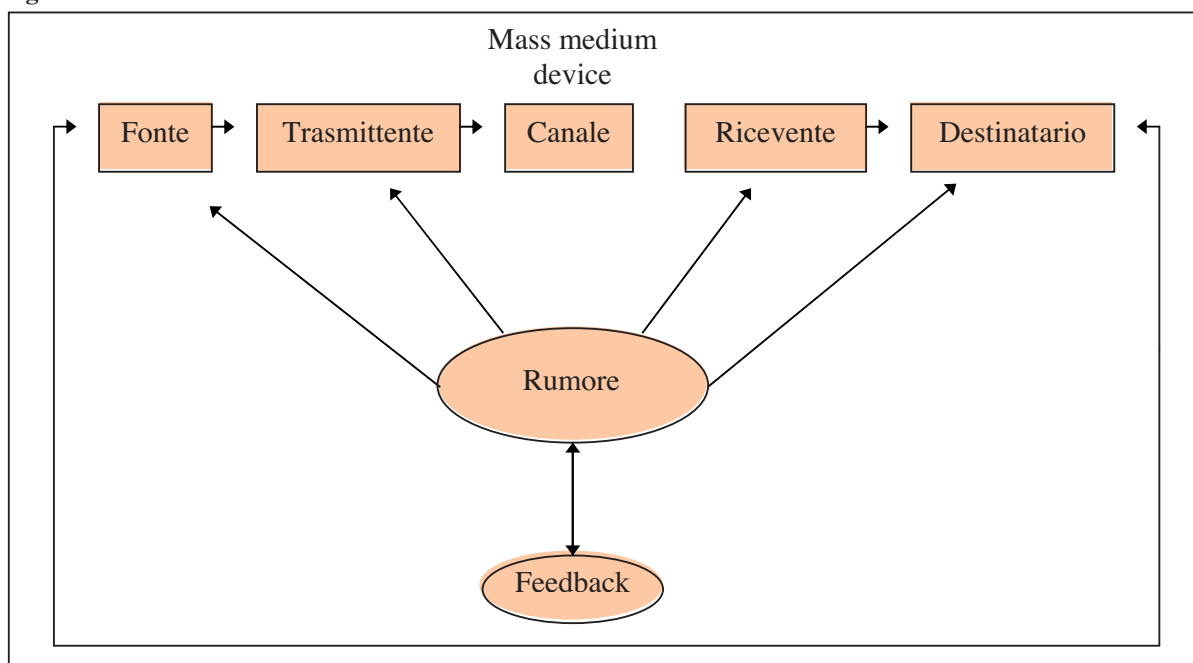 Mass medium
device
Fonte
Trasmittente
Canale
Ricevente
Destinatario
Rumore
Feedback